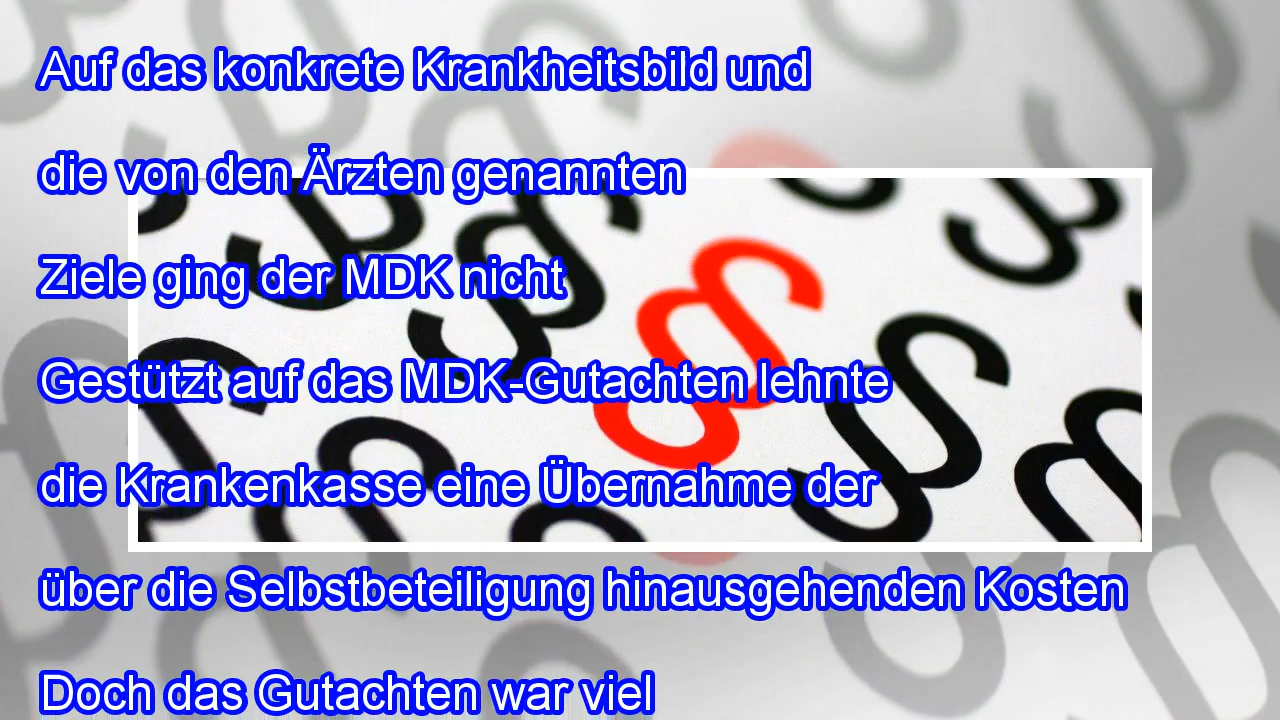 Auf das konkrete Krankheitsbild und
die von den Ärzten genannten
Ziele ging der MDK nicht
Gestützt auf das MDK-Gutachten lehnte
die Krankenkasse eine Übernahme der
über die Selbstbeteiligung hinausgehenden Kosten
Doch das Gutachten war viel